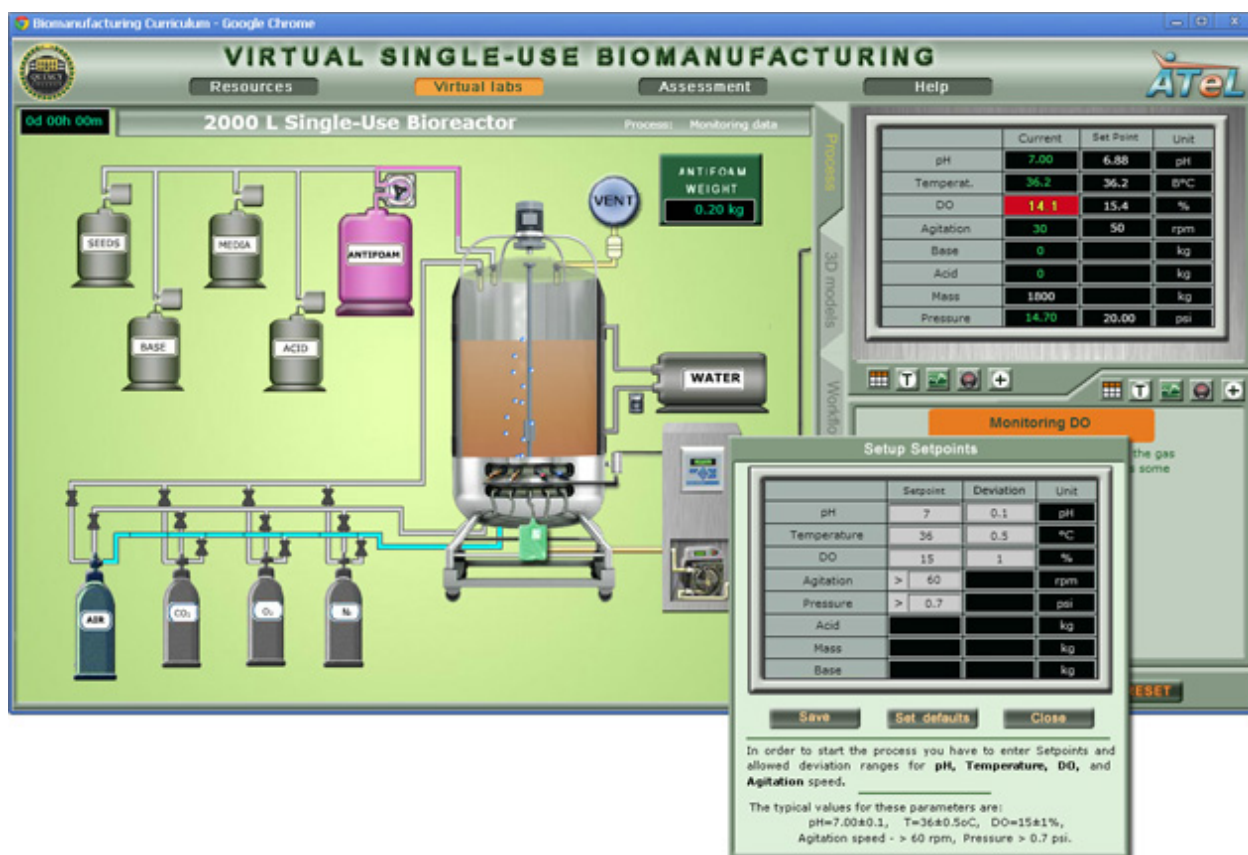 Biomanufacturing Curriculum - Google Chrome
VIRTUAL SINGLE-USE BIOMANUFACTURING
QUINCY
ATeL
Resources
Virtual labs
Assessment
Help
0d 00h 00m
2000 L Single-Use Bioreactor
Process: Monitoring data
Process
3D models
Workflo
ANTIFOAM
WEIGHT
0.20 kg
VENT
SEEDS
MEDIA
ANTIFOAM
BASE
ACID
WATER
AIR
CO₂
O₂
N₂
Current Set Point Unit
pH 7.00 6.88 pH
Temperat. 36.2 36.2 B°C
DO 14.1 15.4 %
Agitation 30 50 rpm
Base 0 kg
Acid 0 kg
Mass 1800 kg
Pressure 14.70 20.00 psi
T
T
Monitoring DO
the gas
some
RESET
Setup Setpoints
Setpoint Deviation Unit
pH 7 0.1 pH
Temperature 36 0.5 °C
DO 15 1 %
Agitation > 60 rpm
Pressure > 0.7 psi
Acid kg
Mass kg
Base kg
Save
Set defaults
Close
In order to start the process you have to enter Setpoints and
allowed deviation ranges for pH, Temperature, DO, and
Agitation speed.
The typical values for these parameters are:
pH=7.00±0.1, T=36±0.5oC, DO=15±1%,
Agitation speed - > 60 rpm, Pressure > 0.7 psi.